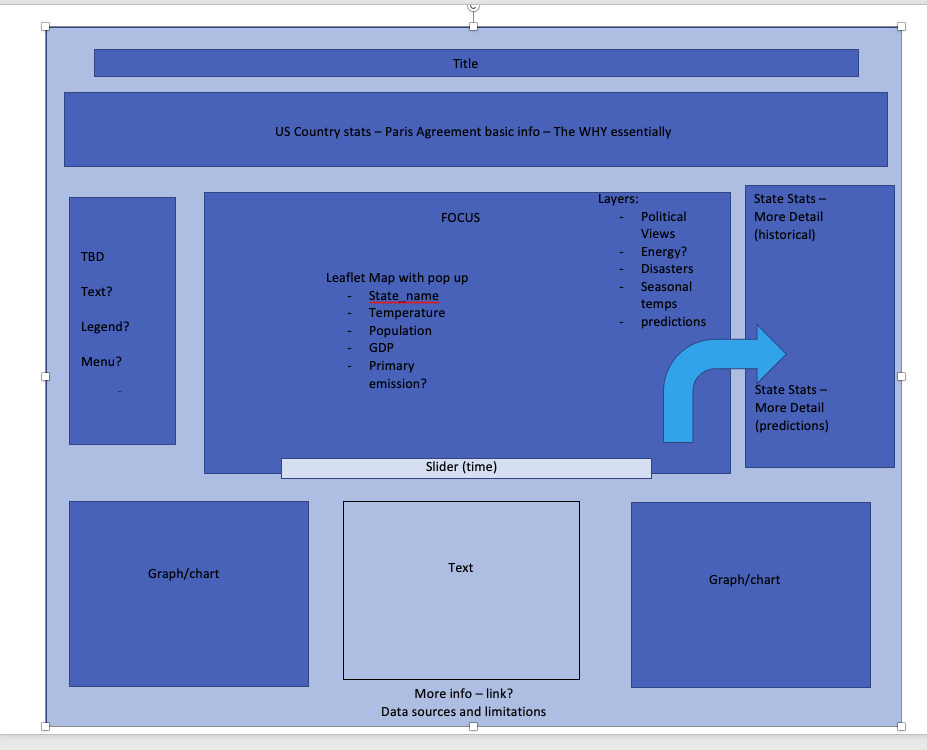 Title
US Country stats – Paris Agreement basic info – The WHY essentially
TBD
Text?
Legend?
Menu?
-
FOCUS
Leaflet Map with pop up
- State_name
- Temperature
- Population
- GDP
- Primary
emission?
Layers:
- Political
Views
- Energy?
- Disasters
- Seasonal
temps
- predictions
State Stats –
More Detail
(historical)
State Stats –
More Detail
(predictions)
Slider (time)
Graph/chart
Text
Graph/chart
More info – link?
Data sources and limitations